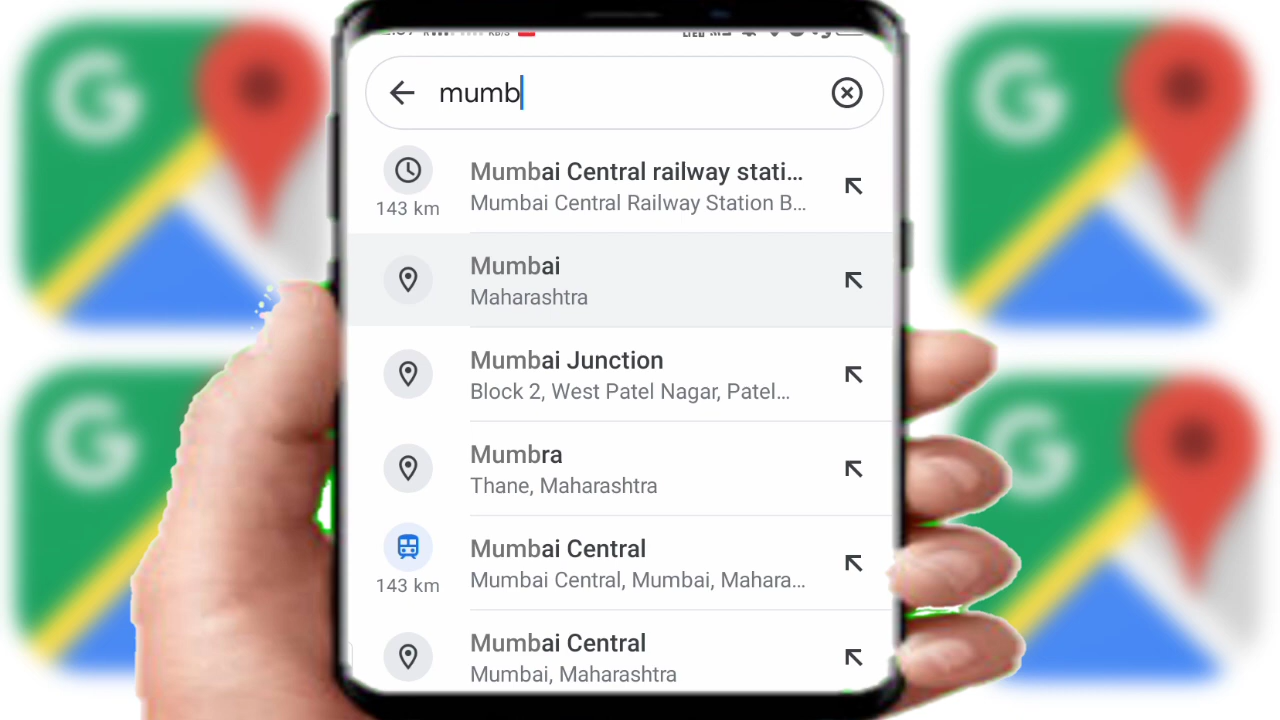 mumb
Mumbai Central railway stati...
143 km
Mumbai Central Railway Station B...
Mumbai
Maharashtra
Mumbai Junction
Block 2, West Patel Nagar, Patel...
Mumbra
Thane, Maharashtra
Mumbai Central
143 km
Mumbai Central, Mumbai, Mahara...
Mumbai Central
Mumbai, Maharashtra
G
G
G
G